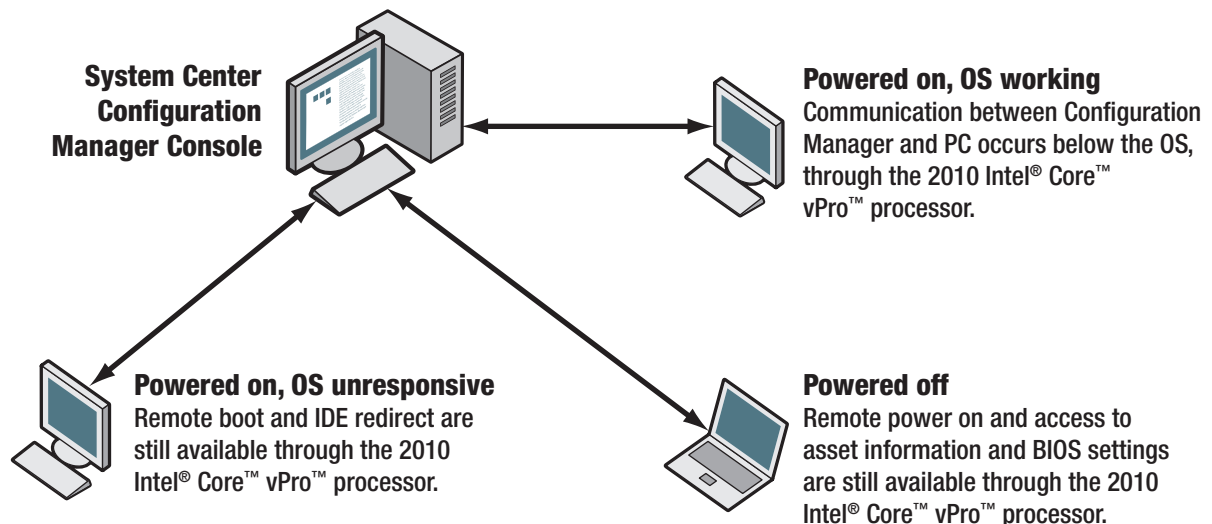 System Center
Configuration
Manager Console
Powered on, OS working
Communication between Configuration
Manager and PC occurs below the OS,
through the 2010 Intel® Core™
vPro™ processor.
Powered on, OS unresponsive
Remote boot and IDE redirect are
still available through the 2010
Intel® Core™ vPro™ processor.
Powered off
Remote power on and access to
asset information and BIOS settings
are still available through the 2010
Intel® Core™ vPro™ processor.